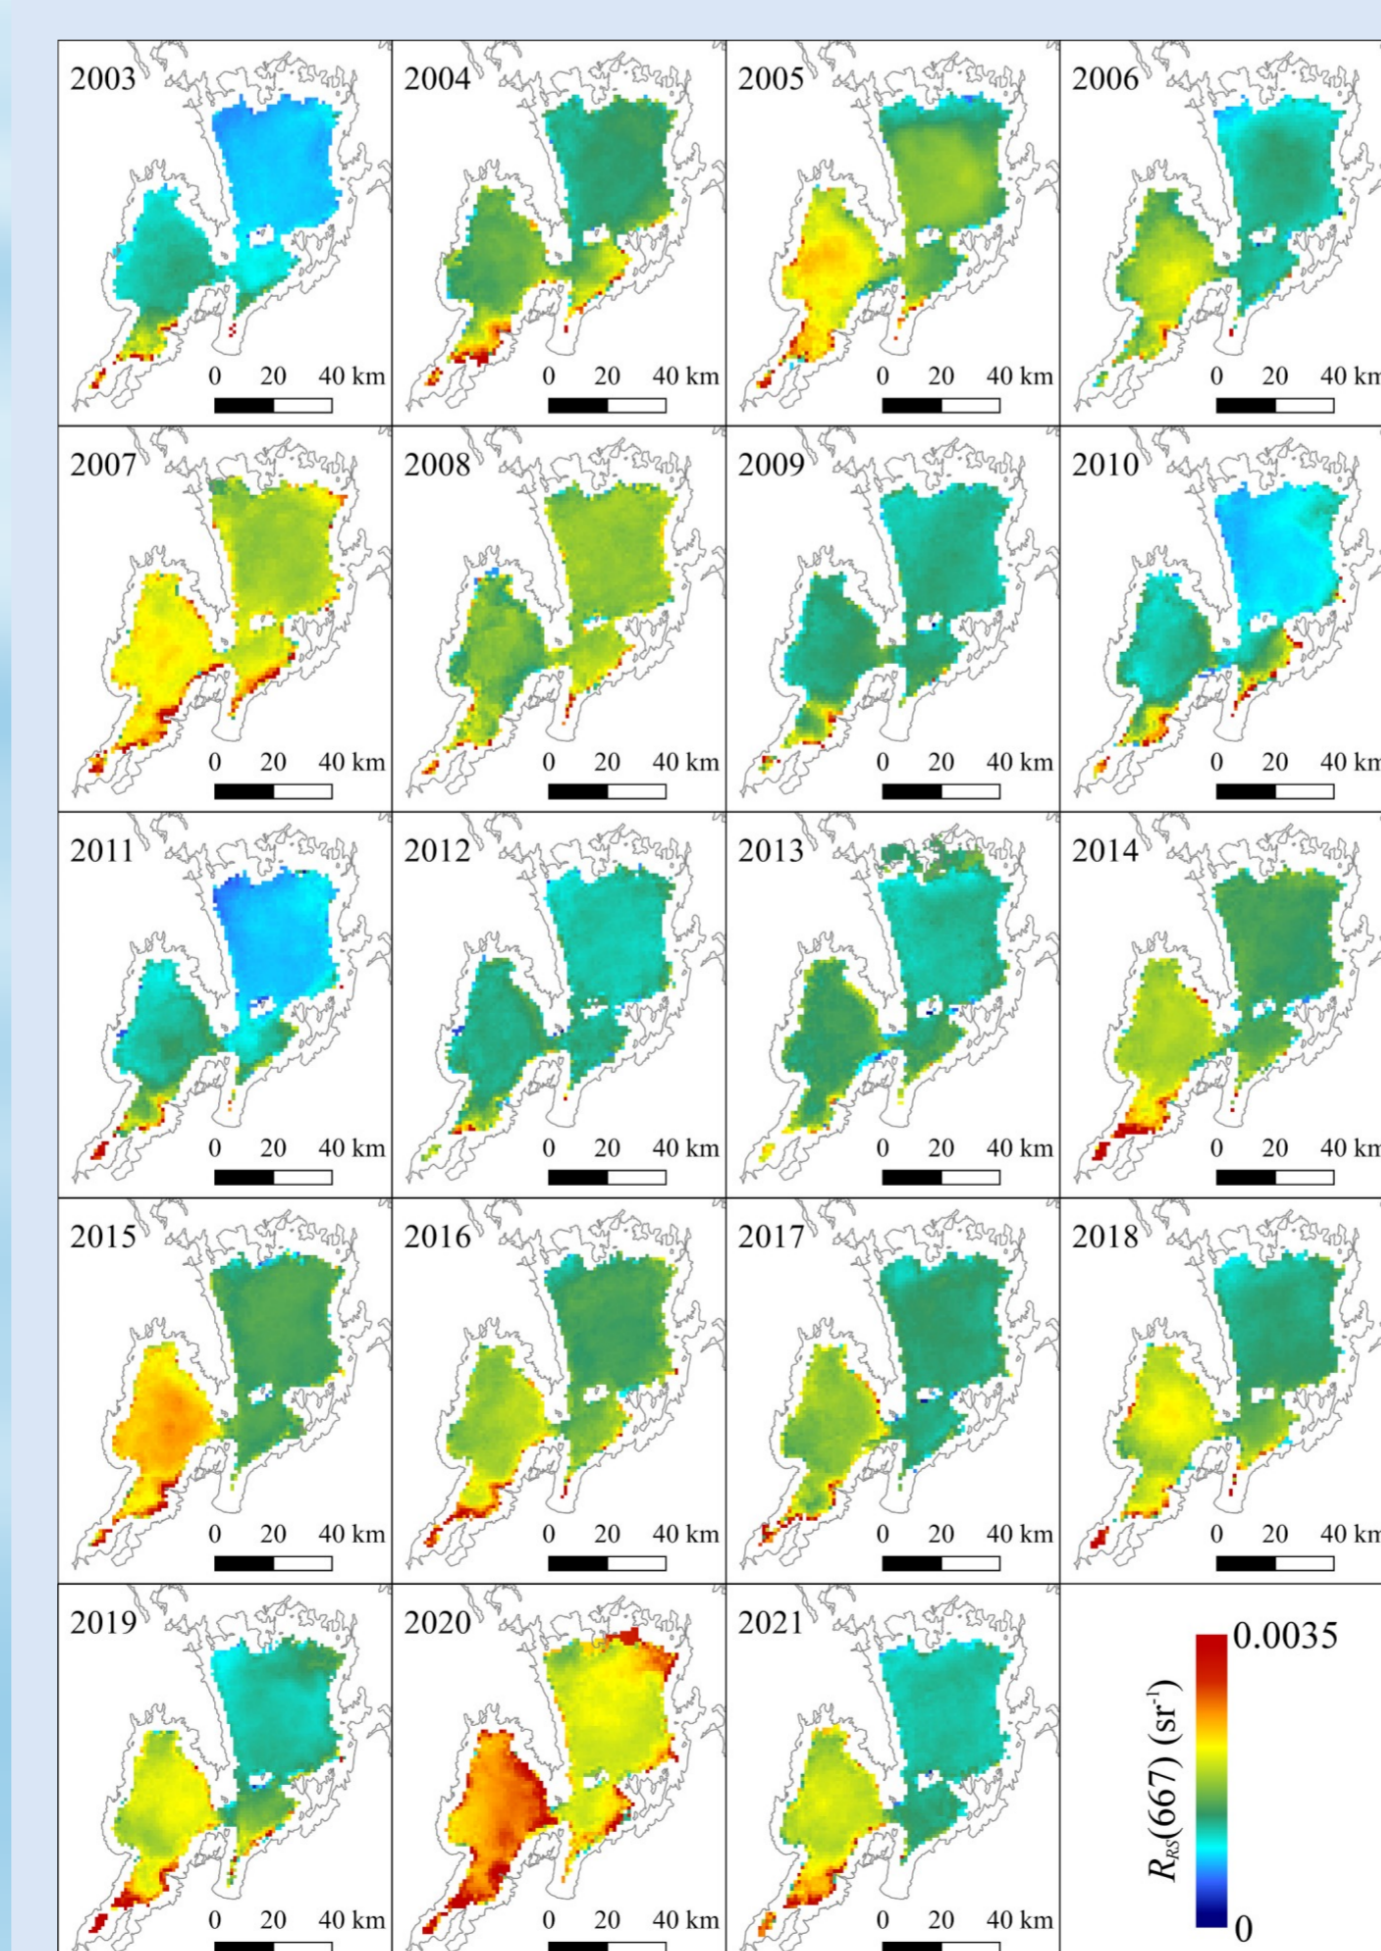 2003 2004 2005 2006
0 20 40 km 0 20 40 km 0 20 40 km 0 20 40 km
2007 2008 2009 2010
0 20 40 km 0 20 40 km 0 20 40 km 0 20 40 km
2011 2012 2013 2014
0 20 40 km 0 20 40 km 0 20 40 km 0 20 40 km
2015 2016 2017 2018
0 20 40 km 0 20 40 km 0 20 40 km 0 20 40 km
2019 2020 2021
0 20 40 km 0 20 40 km 0 20 40 km
0.0035
R_RS(667) (sr⁻¹)
0